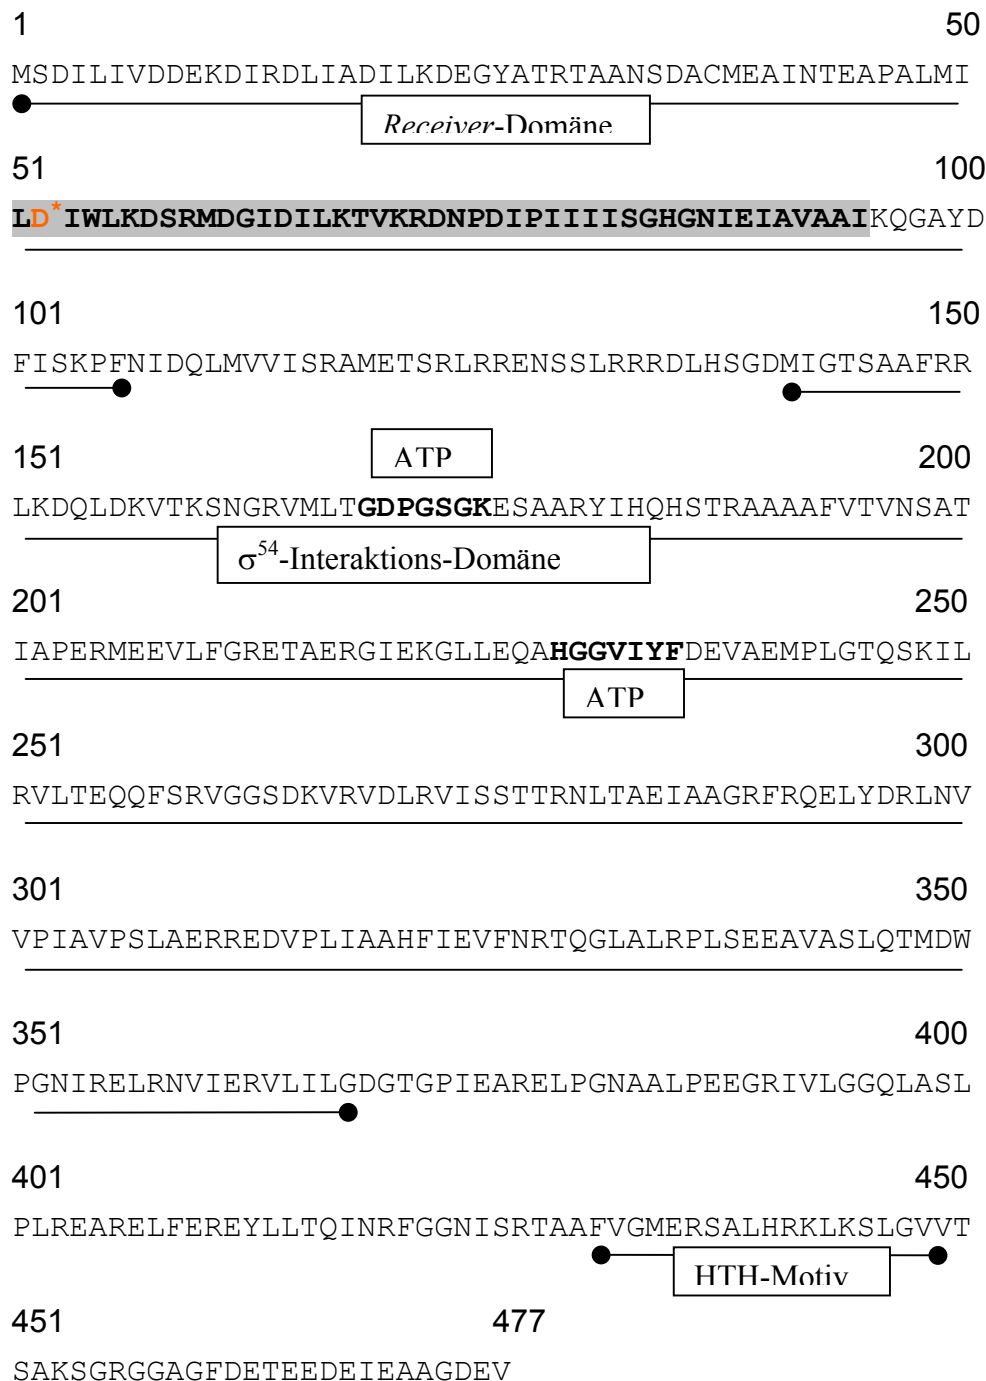 1 50
MSDILIVDDEKDIRDLIADILKDEGYATRTAANSDACMEAINTEAPALMI
Receiver-Domäne
51 100
LD*IWLKDSRMDGIDILKTVKRDNPDIPIIIISGHGNIEIAVAAIKQGAYD
101 150
FISKPFNIDQLMVVISRAMETSRLRRENSSLRRRDLHSGDMIGTSAAFRR
ATP
151 200
LKDQLDKVTKSNGRVMLTGDPGSGKESAARYIHQHSTRAAAAFVTVNSAT
σ54-Interaktions-Domäne
201 250
IAPERMEEVLFGRETAERGIEKGLLEQAHGGVIYFDEVAEMPLGTQSKIL
ATP
251 300
RVLTEQQFSRVGGSDKVRVDLRVISSTTRNLTAEIAAGRFRQELYDRLNV
301 350
VPIAVPSLAERREDVPLIAAHFIEVFNRTQGLALRPLSEEAVASLQTMDW
351 400
PGNIRELRNVIERVLILGDGTGPIEARELPGNAALPEEGRIVLGGQLASL
401 450
PLREARELFEREYLLTQINRFGGNISRTAAFVGMERSALHRKLKSLGVVT
HTH-Motiv
451 477
SAKSGRGGAGFDETEEDEIEAAGDEV